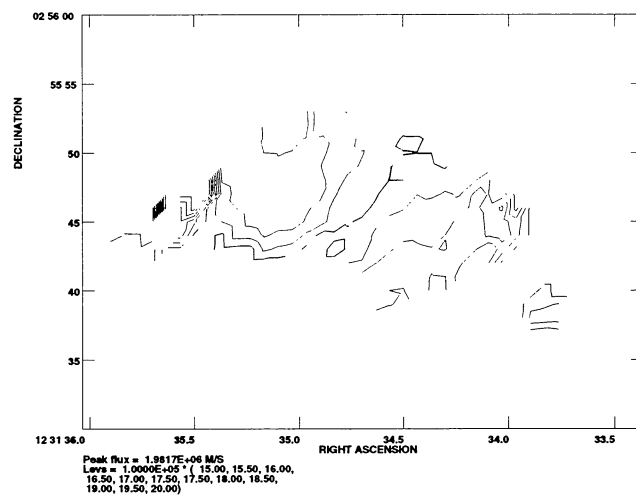 02 56 00
55 55
DECLINATION
50
45
40
35
12 31 36.0 35.5 35.0 34.5 34.0 33.5
RIGHT ASCENSION
Peak flux = 1.9817E+06 M/S
Levs = 1.0000E+05 * ( 15.00, 15.50, 16.00,
16.50, 17.00, 17.50, 17.50, 18.00, 18.50,
19.00, 19.50, 20.00)